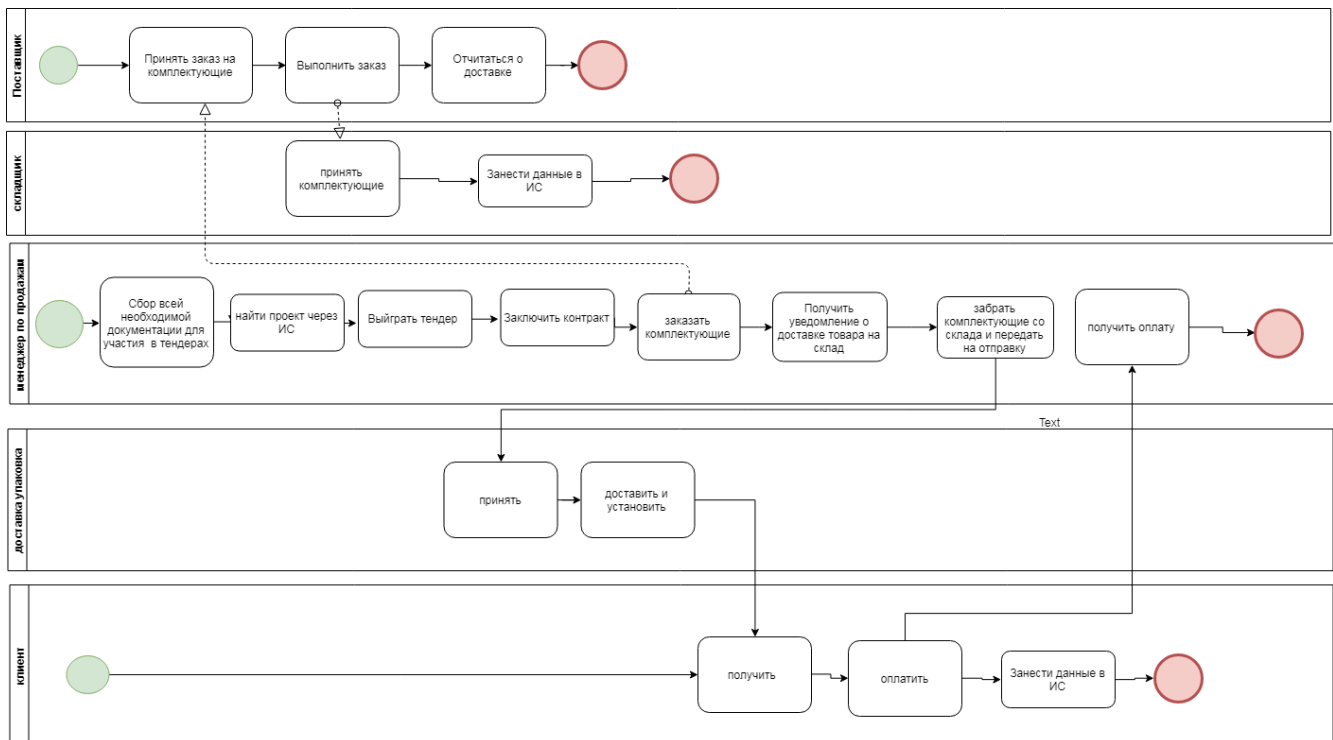 Поставщик
Принять заказ на
комплектующие
Выполнить заказ
Отчитаться о
доставке
складщик
принять
комплектующие
Занести данные в
ИС
менеджер по продажам
Сбор всей
необходимой
документации для
участия в тендерах
найти проект через
ИС
Выйграть тендер
Заключить контракт
заказать
комплектующие
Получить
уведомление о
доставке товара на
склад
забрать
комплектующие со
склада и передать
на отправку
получить оплату
Text
доставка упаковка
принять
доставить и
установить
клиент
получить
оплатить
Занести данные в
ИС